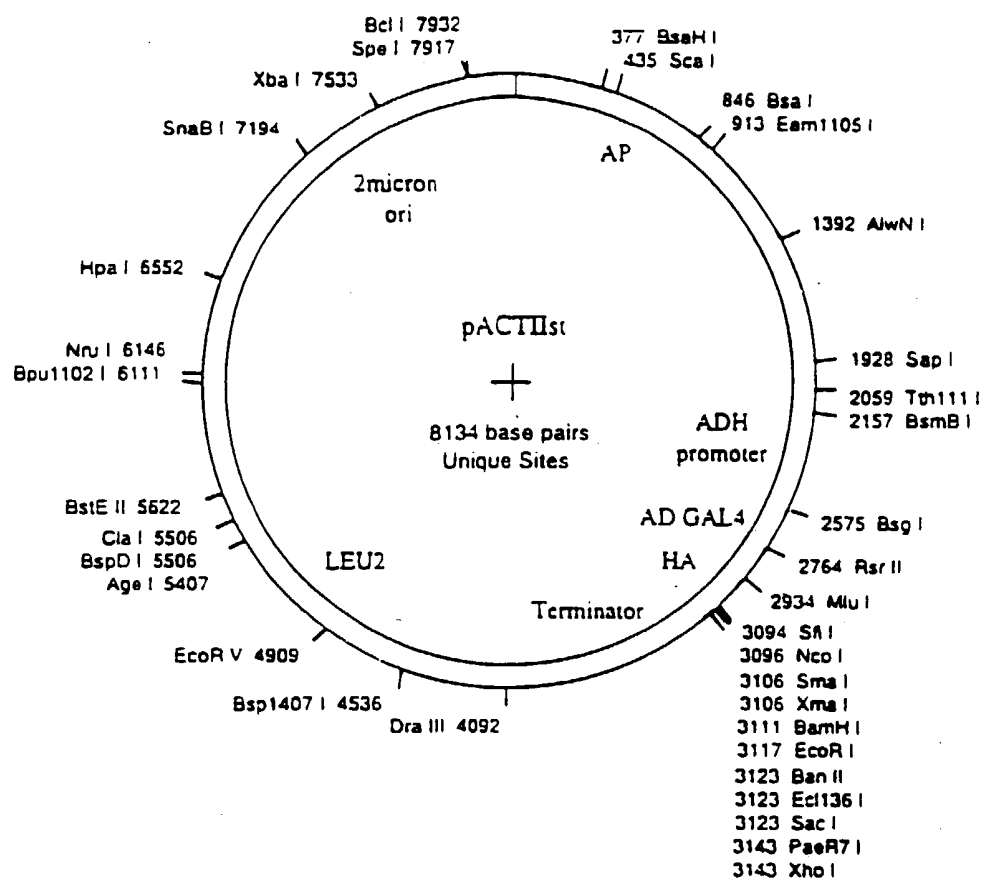 Bcl I 7932
Spe I 7917
Xba I 7533
SnaB I 7194
Hpa I 6552
Nru I 6146
Bpu1102 I 6111
BstE II 5622
Cla I 5506
BspD I 5506
Age I 5407
EcoR V 4909
Bsp1407 I 4536
Dra III 4092
377 BsaH I
435 Sca I
846 Bsa I
913 Eam1105 I
1392 AlwN I
1928 Sap I
2059 Tth111 I
2157 BsmB I
2575 Bsg I
2764 Rsr II
2934 Mlu I
3094 Sfi I
3096 Nco I
3106 Sma I
3106 Xma I
3111 BamH I
3117 EcoR I
3123 Ban II
3123 Ecl136 I
3123 Sac I
3143 PaeR7 I
3143 Xho I
AP
2micron
ori
pACTIIst
8134 base pairs
Unique Sites
ADH
promoter
AD GAL4
HA
Terminator
LEU2